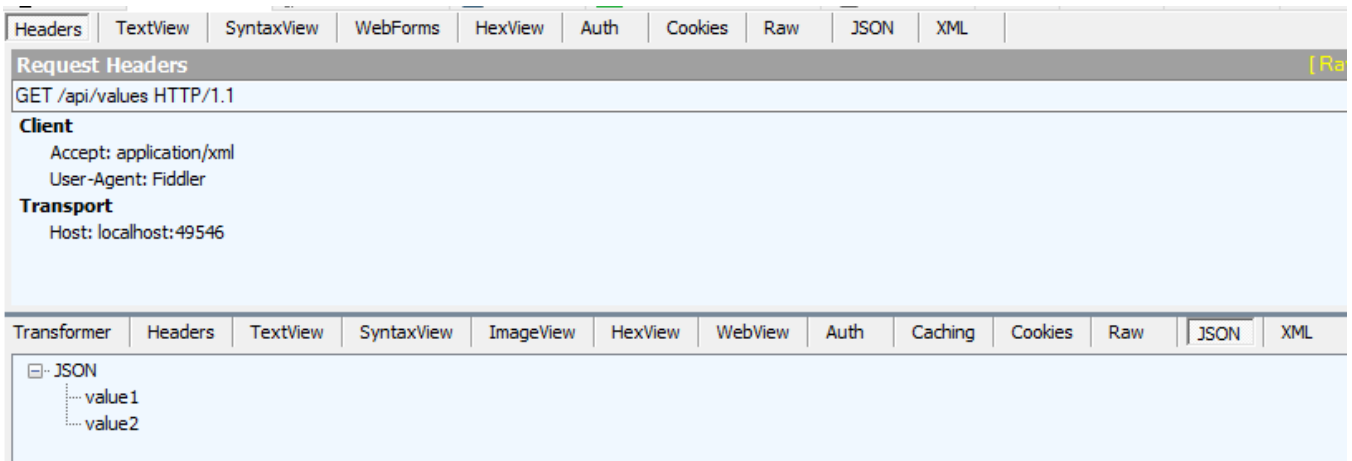 Headers TextView SyntaxView WebForms HexView Auth Cookies Raw JSON XML
Request Headers [
GET /api/values HTTP/1.1
Client
Accept: application/xml
User-Agent: Fiddler
Transport
Host: localhost:49546
Transformer Headers TextView SyntaxView ImageView HexView WebView Auth Caching Cookies Raw JSON XML
JSON
value1
value2